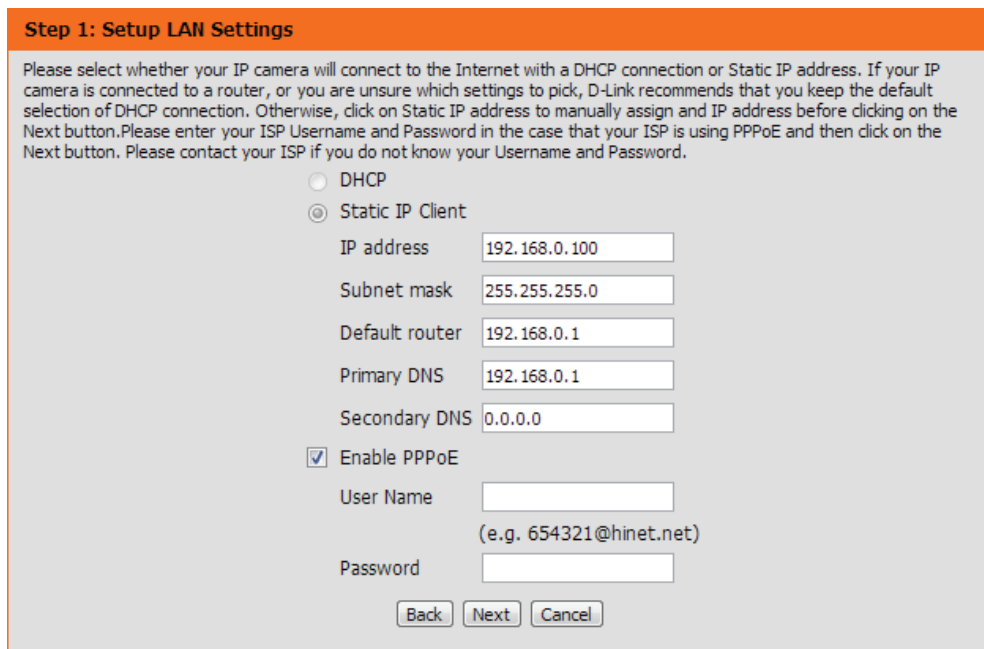 Step 1: Setup LAN Settings
Please select whether your IP camera will connect to the Internet with a DHCP connection or Static IP address. If your IP
camera is connected to a router, or you are unsure which settings to pick, D-Link recommends that you keep the default
selection of DHCP connection. Otherwise, click on Static IP address to manually assign and IP address before clicking on the
Next button.Please enter your ISP Username and Password in the case that your ISP is using PPPoE and then click on the
Next button. Please contact your ISP if you do not know your Username and Password.
DHCP
Static IP Client
IP address 192.168.0.100
Subnet mask 255.255.255.0
Default router 192.168.0.1
Primary DNS 192.168.0.1
Secondary DNS 0.0.0.0
Enable PPPoE
User Name
(e.g. 654321@hinet.net)
Password
Back Next Cancel